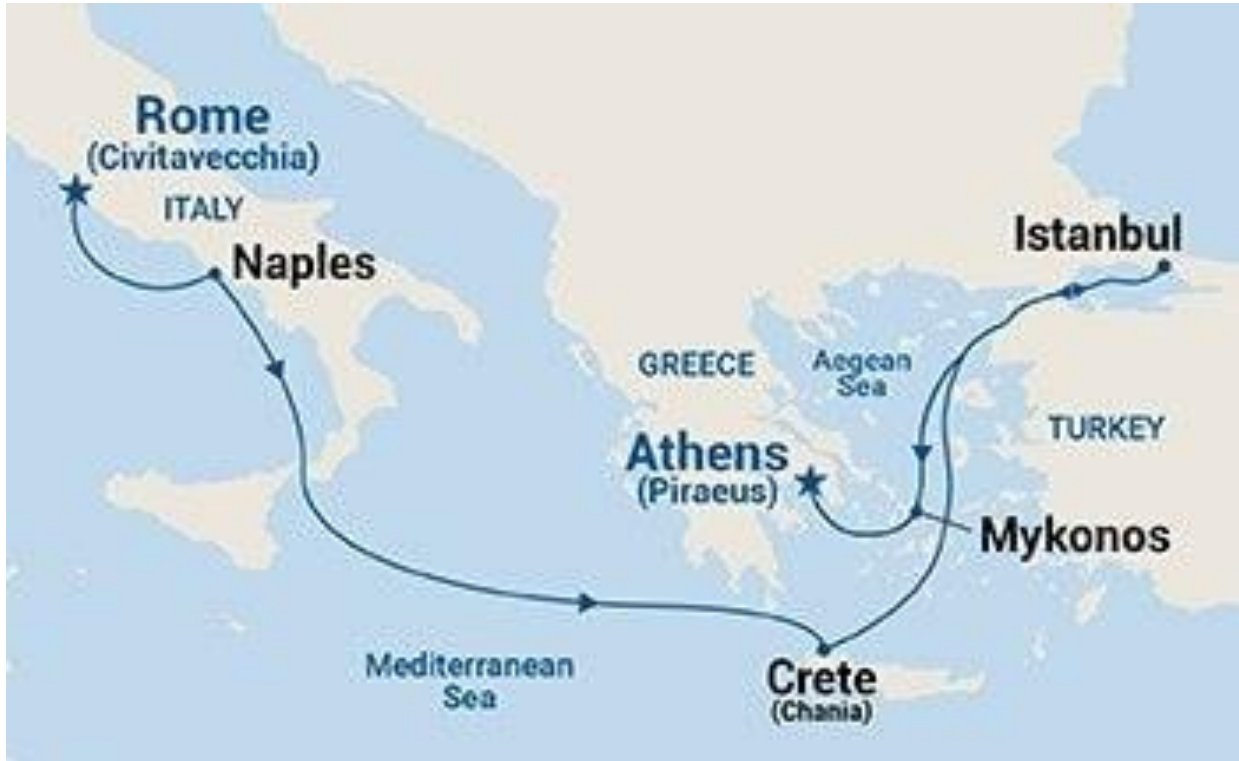 Rome
(Civitavecchia)
ITALY
Naples
Istanbul
GREECE
Aegean
Sea
TURKEY
Athens
(Piraeus)
Mykonos
Mediterranean
Sea
Crete
(Chania)